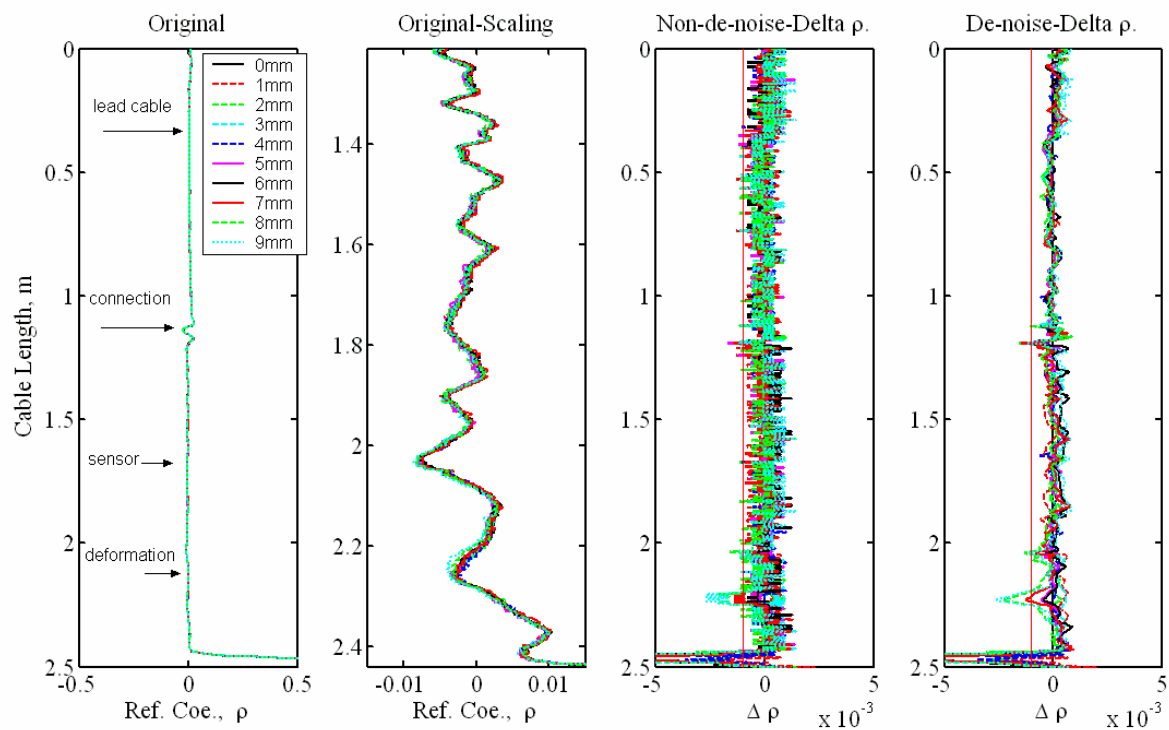 Original
Original-Scaling
Non-de-noise-Delta ρ.
De-noise-Delta ρ.
Cable Length, m
0
0.5
1
1.5
2
2.5
lead cable
connection
sensor
deformation
0mm
1mm
2mm
3mm
4mm
5mm
6mm
7mm
8mm
9mm
-0.5
0
0.5
Ref. Coe., ρ
1.4
1.6
1.8
2
2.2
2.4
-0.01
0
0.01
Ref. Coe., ρ
0
0.5
1
1.5
2
2.5
-5
0
5
Δ ρ
x 10⁻³
0
0.5
1
1.5
2
2.5
-5
0
5
Δ ρ
x 10⁻³